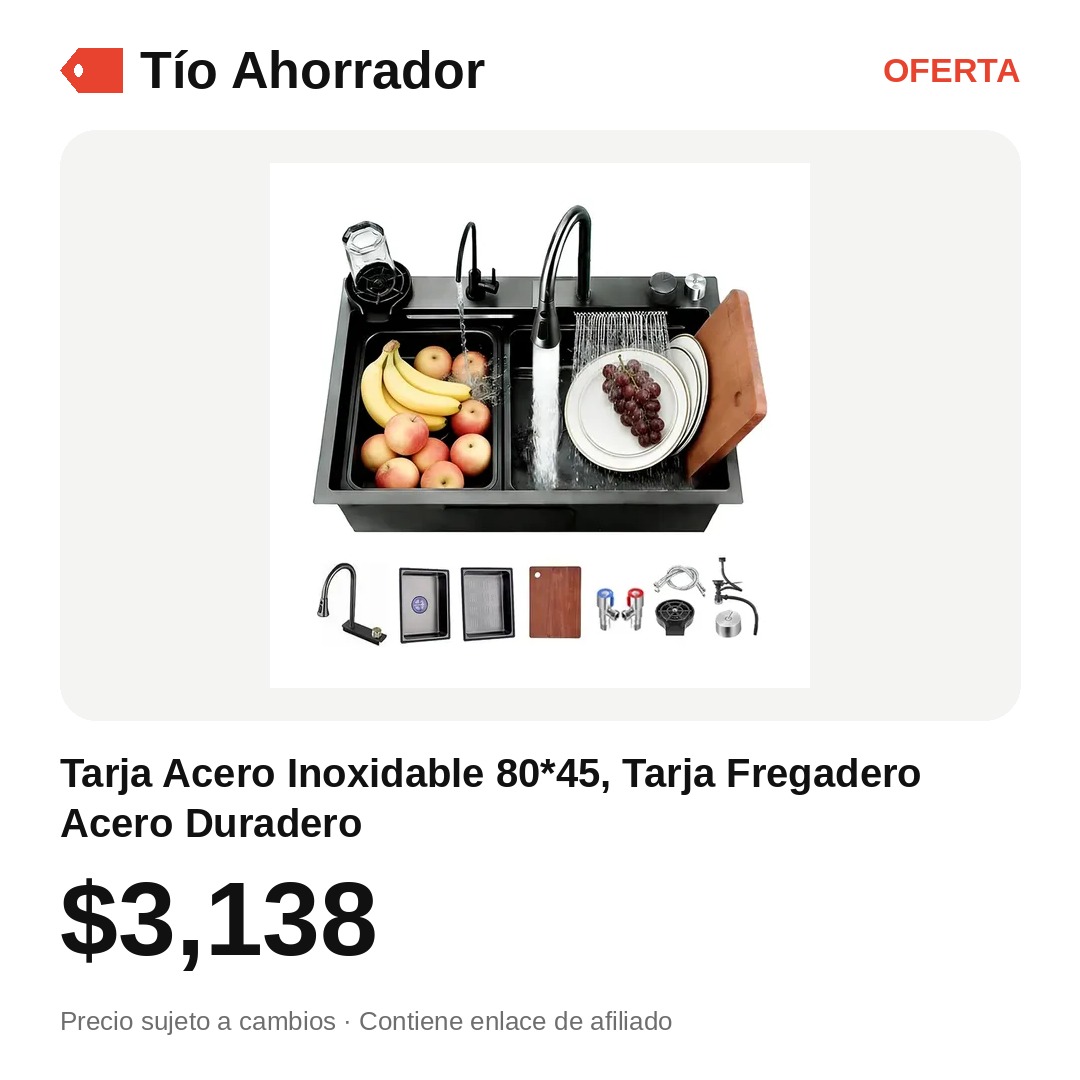 Tío Ahorrador
OFERTA
Tarja Acero Inoxidable 80*45, Tarja Fregadero
Acero Duradero
$3,138
Precio sujeto a cambios · Contiene enlace de afiliado